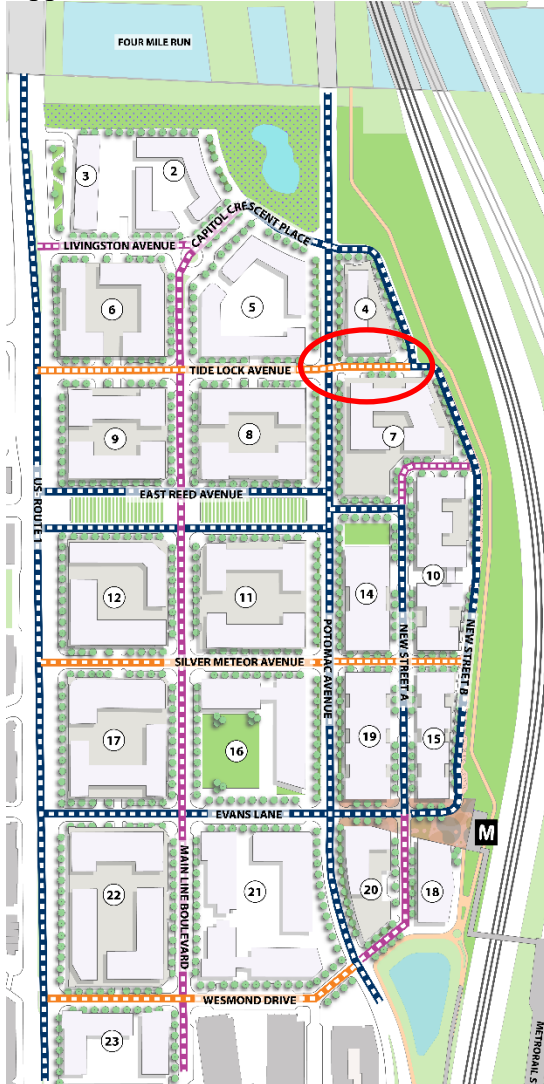 FOUR MILE RUN
2
3
CAPITOL CRESCENT PLACE
LIVINGSTON AVENUE
6
5
4
TIDE LOCK AVENUE
9
8
7
US- ROUTE 1
EAST REED AVENUE
12
11
14
10
POTOMAC AVENUE
NEW STREET A
NEW STREET B
SILVER METEOR AVENUE
17
16
19
15
EVANS LANE
M
MAIN LINE BOULEVARD
22
21
20
18
WESMOND DRIVE
23
METRORAIL S